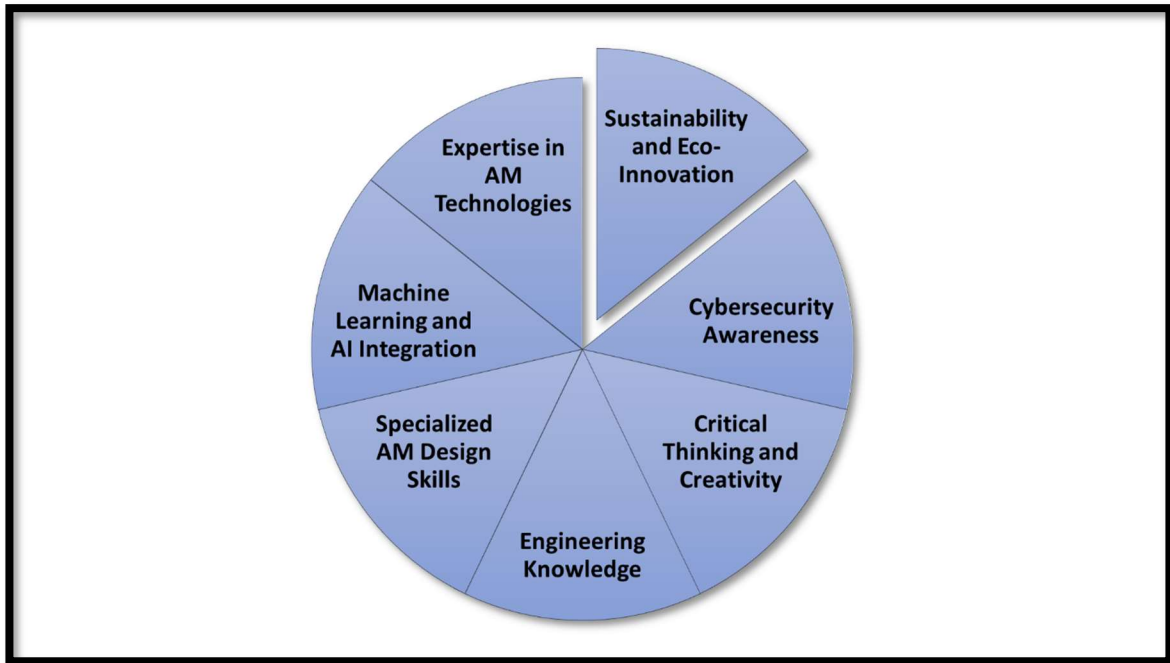 Sustainability
and Eco-
Innovation
Cybersecurity
Awareness
Critical
Thinking and
Creativity
Engineering
Knowledge
Specialized
AM Design
Skills
Machine
Learning and
AI Integration
Expertise in
AM
Technologies